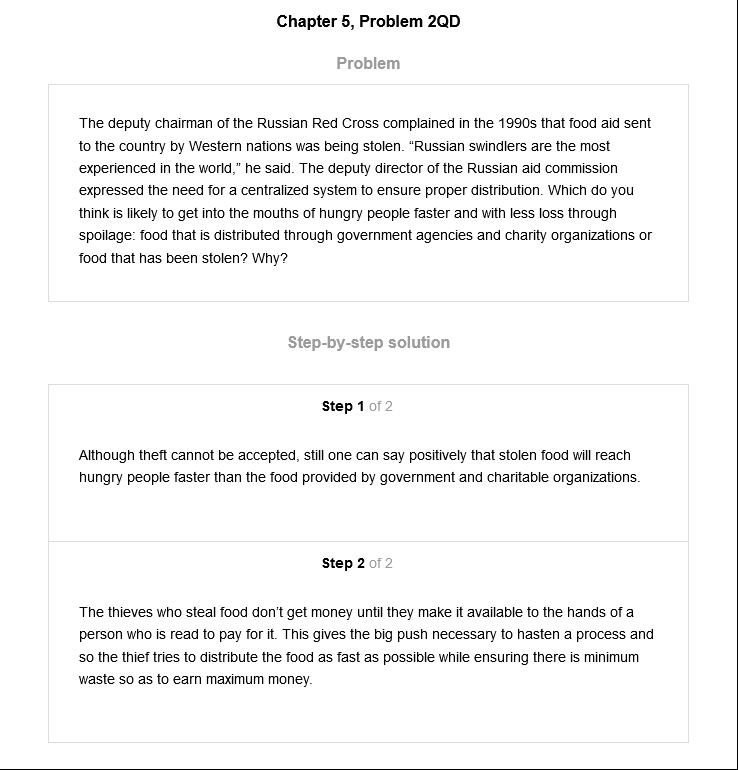 Chapter 5, Problem 2QD
Problem
The deputy chairman of the Russian Red Cross complained in the 1990s that food aid sent
to the country by Western nations was being stolen. “Russian swindlers are the most
experienced in the world,” he said. The deputy director of the Russian aid commission
expressed the need for a centralized system to ensure proper distribution. Which do you
think is likely to get into the mouths of hungry people faster and with less loss through
spoilage: food that is distributed through government agencies and charity organizations or
food that has been stolen? Why?
Step-by-step solution
Step 1 of 2
Although theft cannot be accepted, still one can say positively that stolen food will reach
hungry people faster than the food provided by government and charitable organizations.
Step 2 of 2
The thieves who steal food don’t get money until they make it available to the hands of a
person who is read to pay for it. This gives the big push necessary to hasten a process and
so the thief tries to distribute the food as fast as possible while ensuring there is minimum
waste so as to earn maximum money.